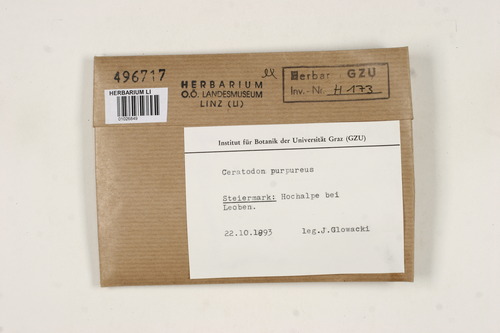 496717
HERBARIUM LI
01026849
HERBARIUM
O.Ö. LANDESMUSEUM
LINZ (LI)
Herbar GZU
Inv.-Nr. H 173
Institut für Botanik der Universität Graz (GZU)
Ceratodon purpureus
Steiermark: Hochalpe bei
Leoben.
22.10.1893 leg.J.Glowacki